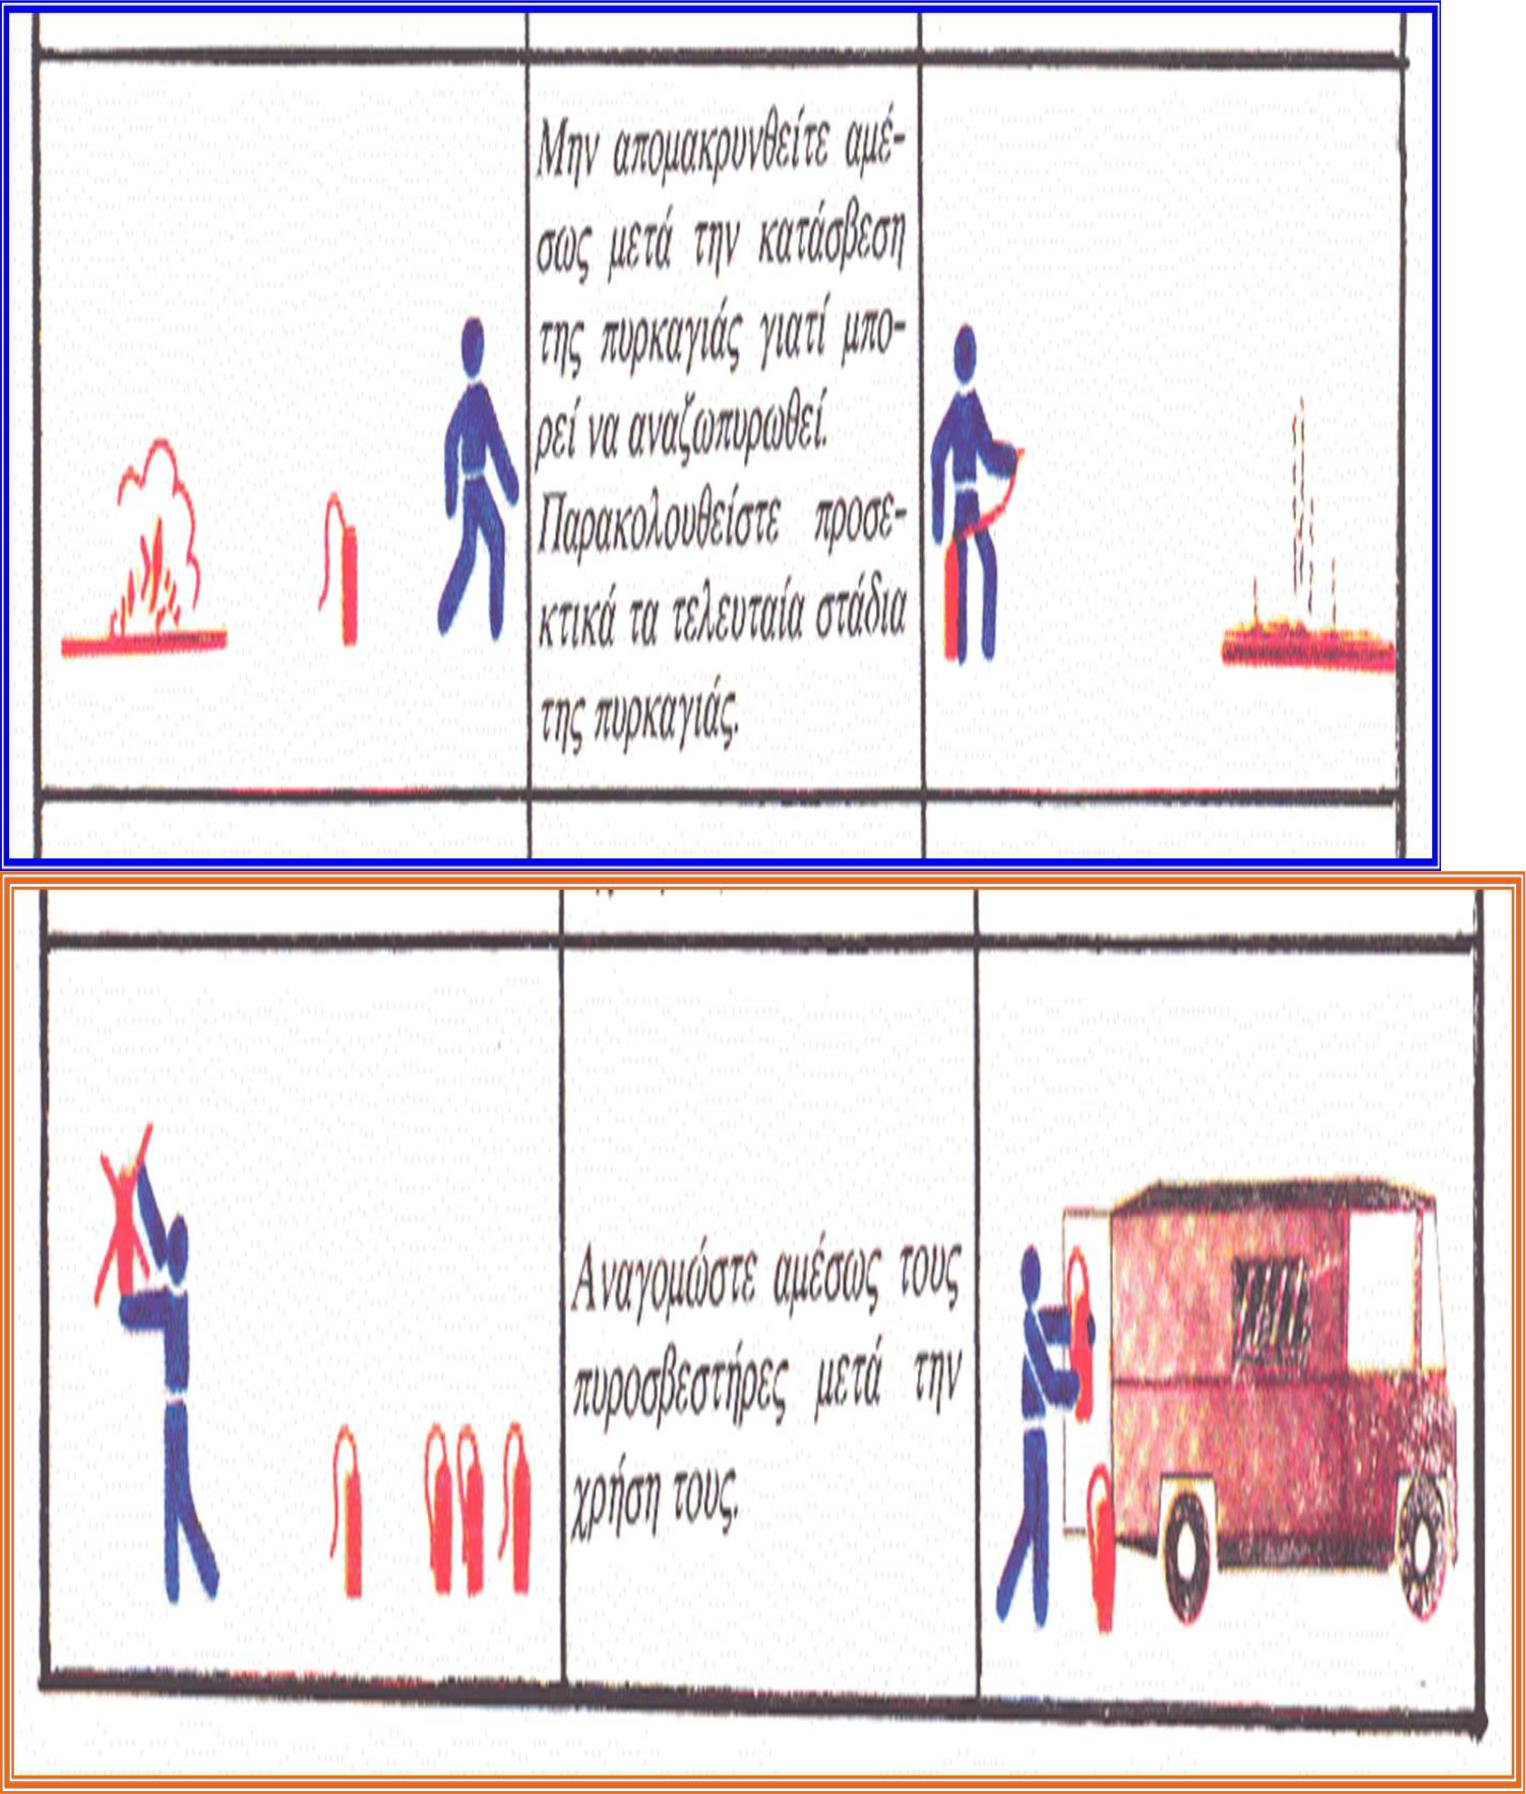 Μην απομακρυνθείτε αμέ-
σως μετά την κατάσβεση
της πυρκαγιάς γιατί μπο-
ρεί να αναζωπυρωθεί.
Παρακολουθείστε προσε-
κτικά τα τελευταία στάδια
της πυρκαγιάς.
Αναγομώστε αμέσως τους
πυροσβεστήρες μετά την
χρήση τους.